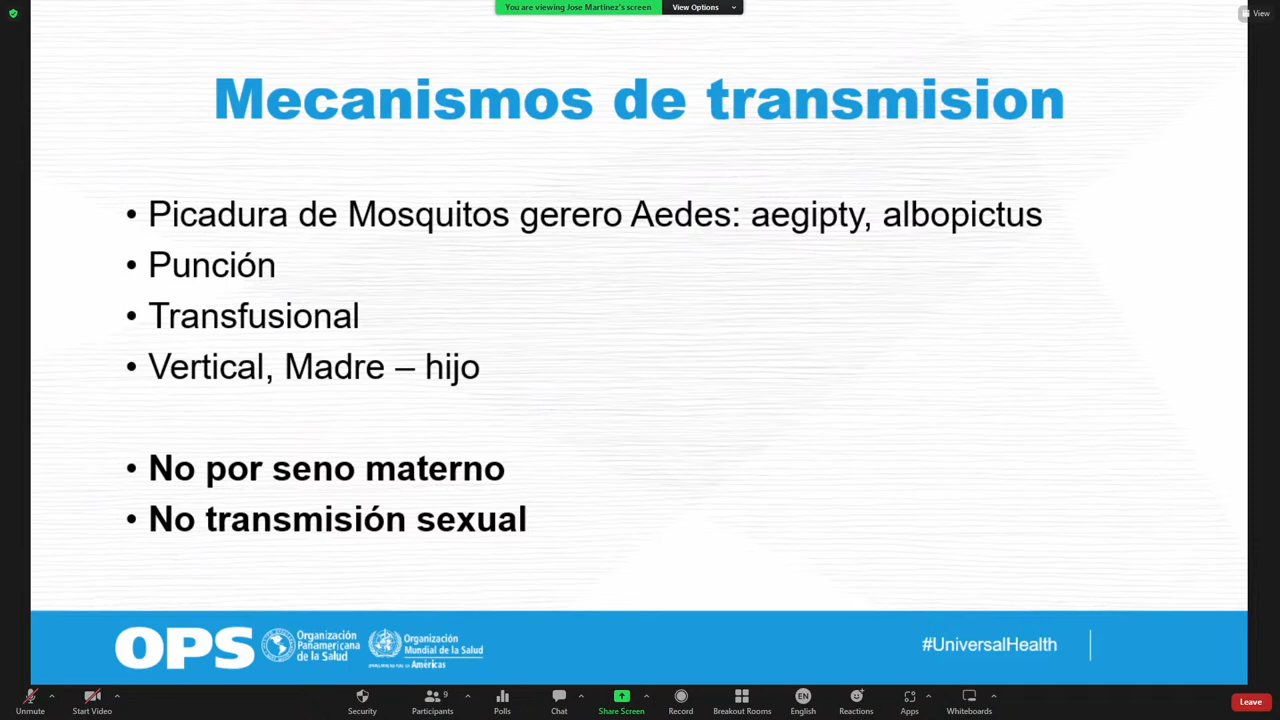 You are viewing Jose Martinez's screen
View Options
View
Mecanismos de transmision
• Picadura de Mosquitos gerero Aedes: aegipty, albopictus
• Punción
• Transfusional
• Vertical, Madre – hijo
• No por seno materno
• No transmisión sexual
OPS
Organización
Panamericana
de la Salud
Organización
Mundial de la Salud
Américas
#UniversalHealth
Unmute
Start Video
Security
Participants
9
Polls
Chat
Share Screen
Record
Breakout Rooms
EN
English
Reactions
Apps
Whiteboards
Leave